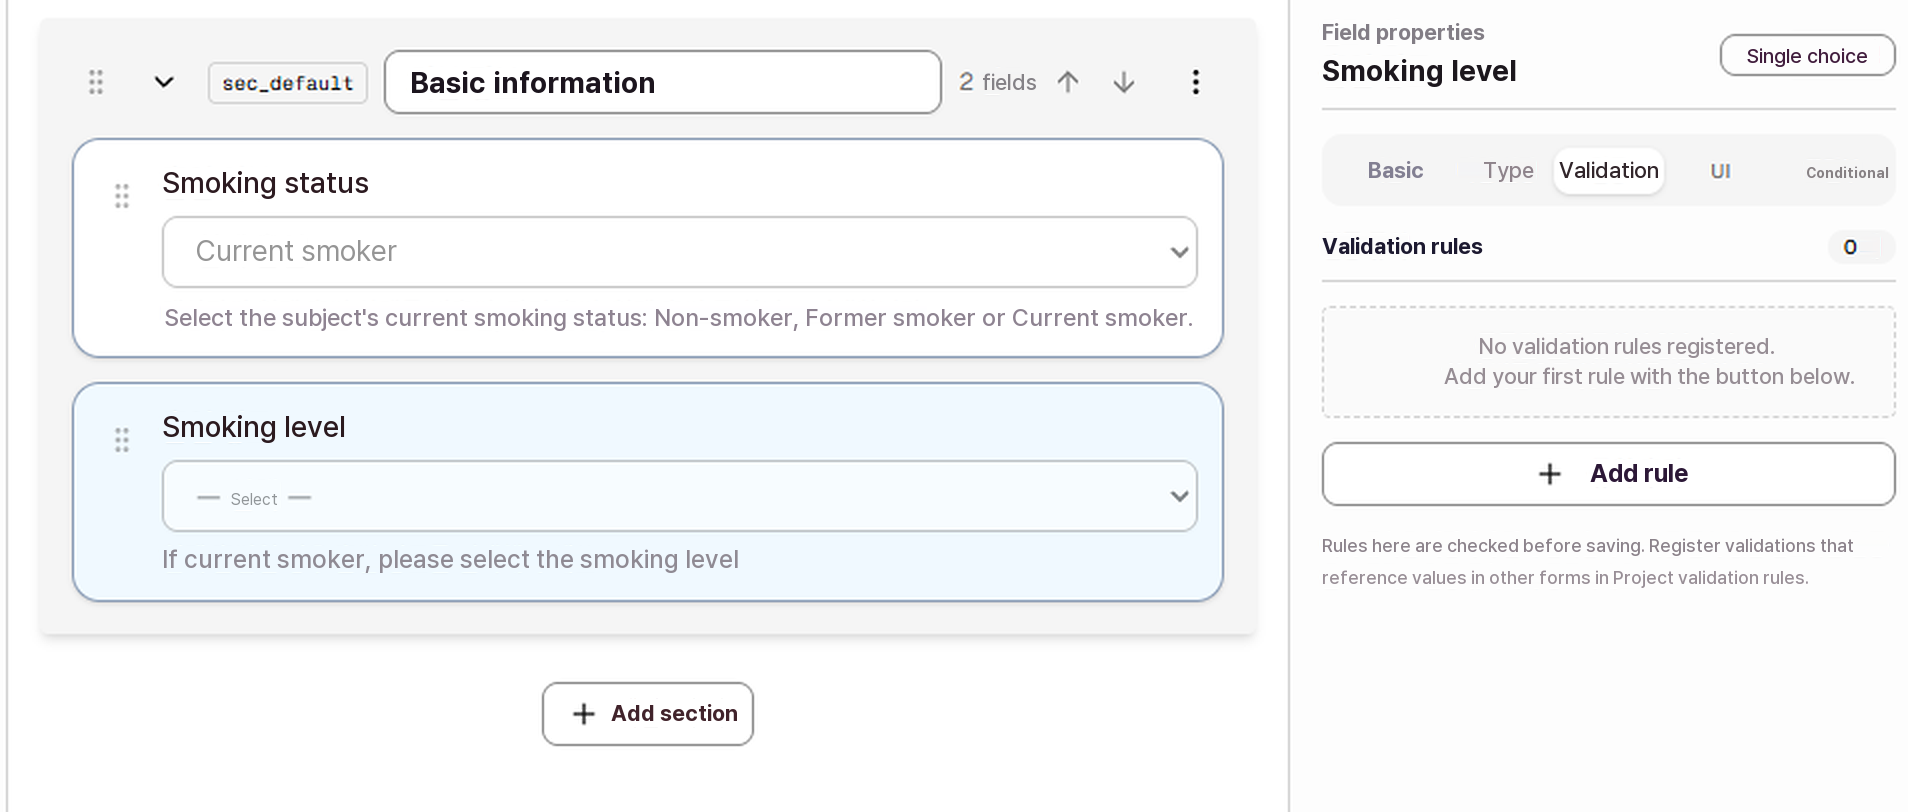 sec_default
Basic information
2 fields
Smoking status
Current smoker
Select the subject's current smoking status: Non-smoker, Former smoker or Current smoker.
Smoking level
— Select —
If current smoker, please select the smoking level
+ Add section
Field properties
Smoking level
Single choice
Basic Type Validation UI Conditional
Validation rules
0
No validation rules registered.
Add your first rule with the button below.
+ Add rule
Rules here are checked before saving. Register validations that
reference values in other forms in Project validation rules.